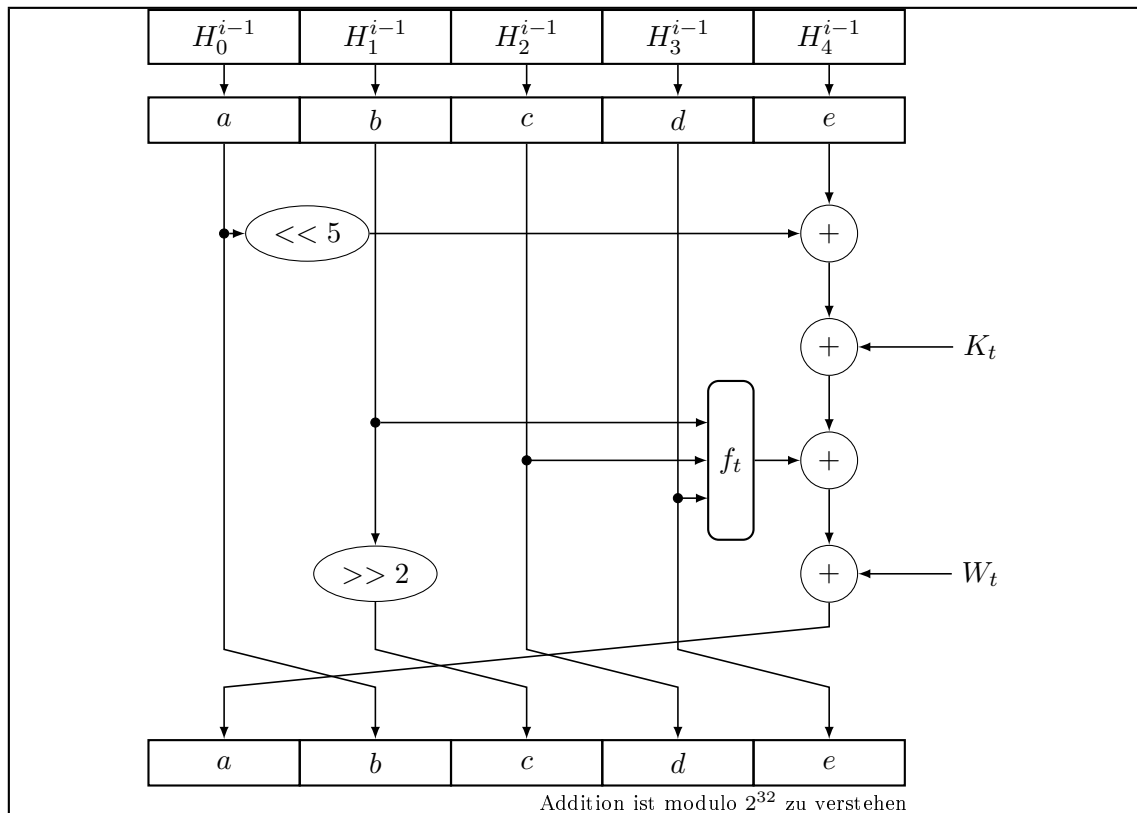 $H_0^{i-1}$ $H_1^{i-1}$ $H_2^{i-1}$ $H_3^{i-1}$ $H_4^{i-1}$
a b c d e
<< 5 +
+ $K_t$
$f_t$ +
>> 2 + $W_t$
a b c d e
Addition ist modulo $2^{32}$ zu verstehen